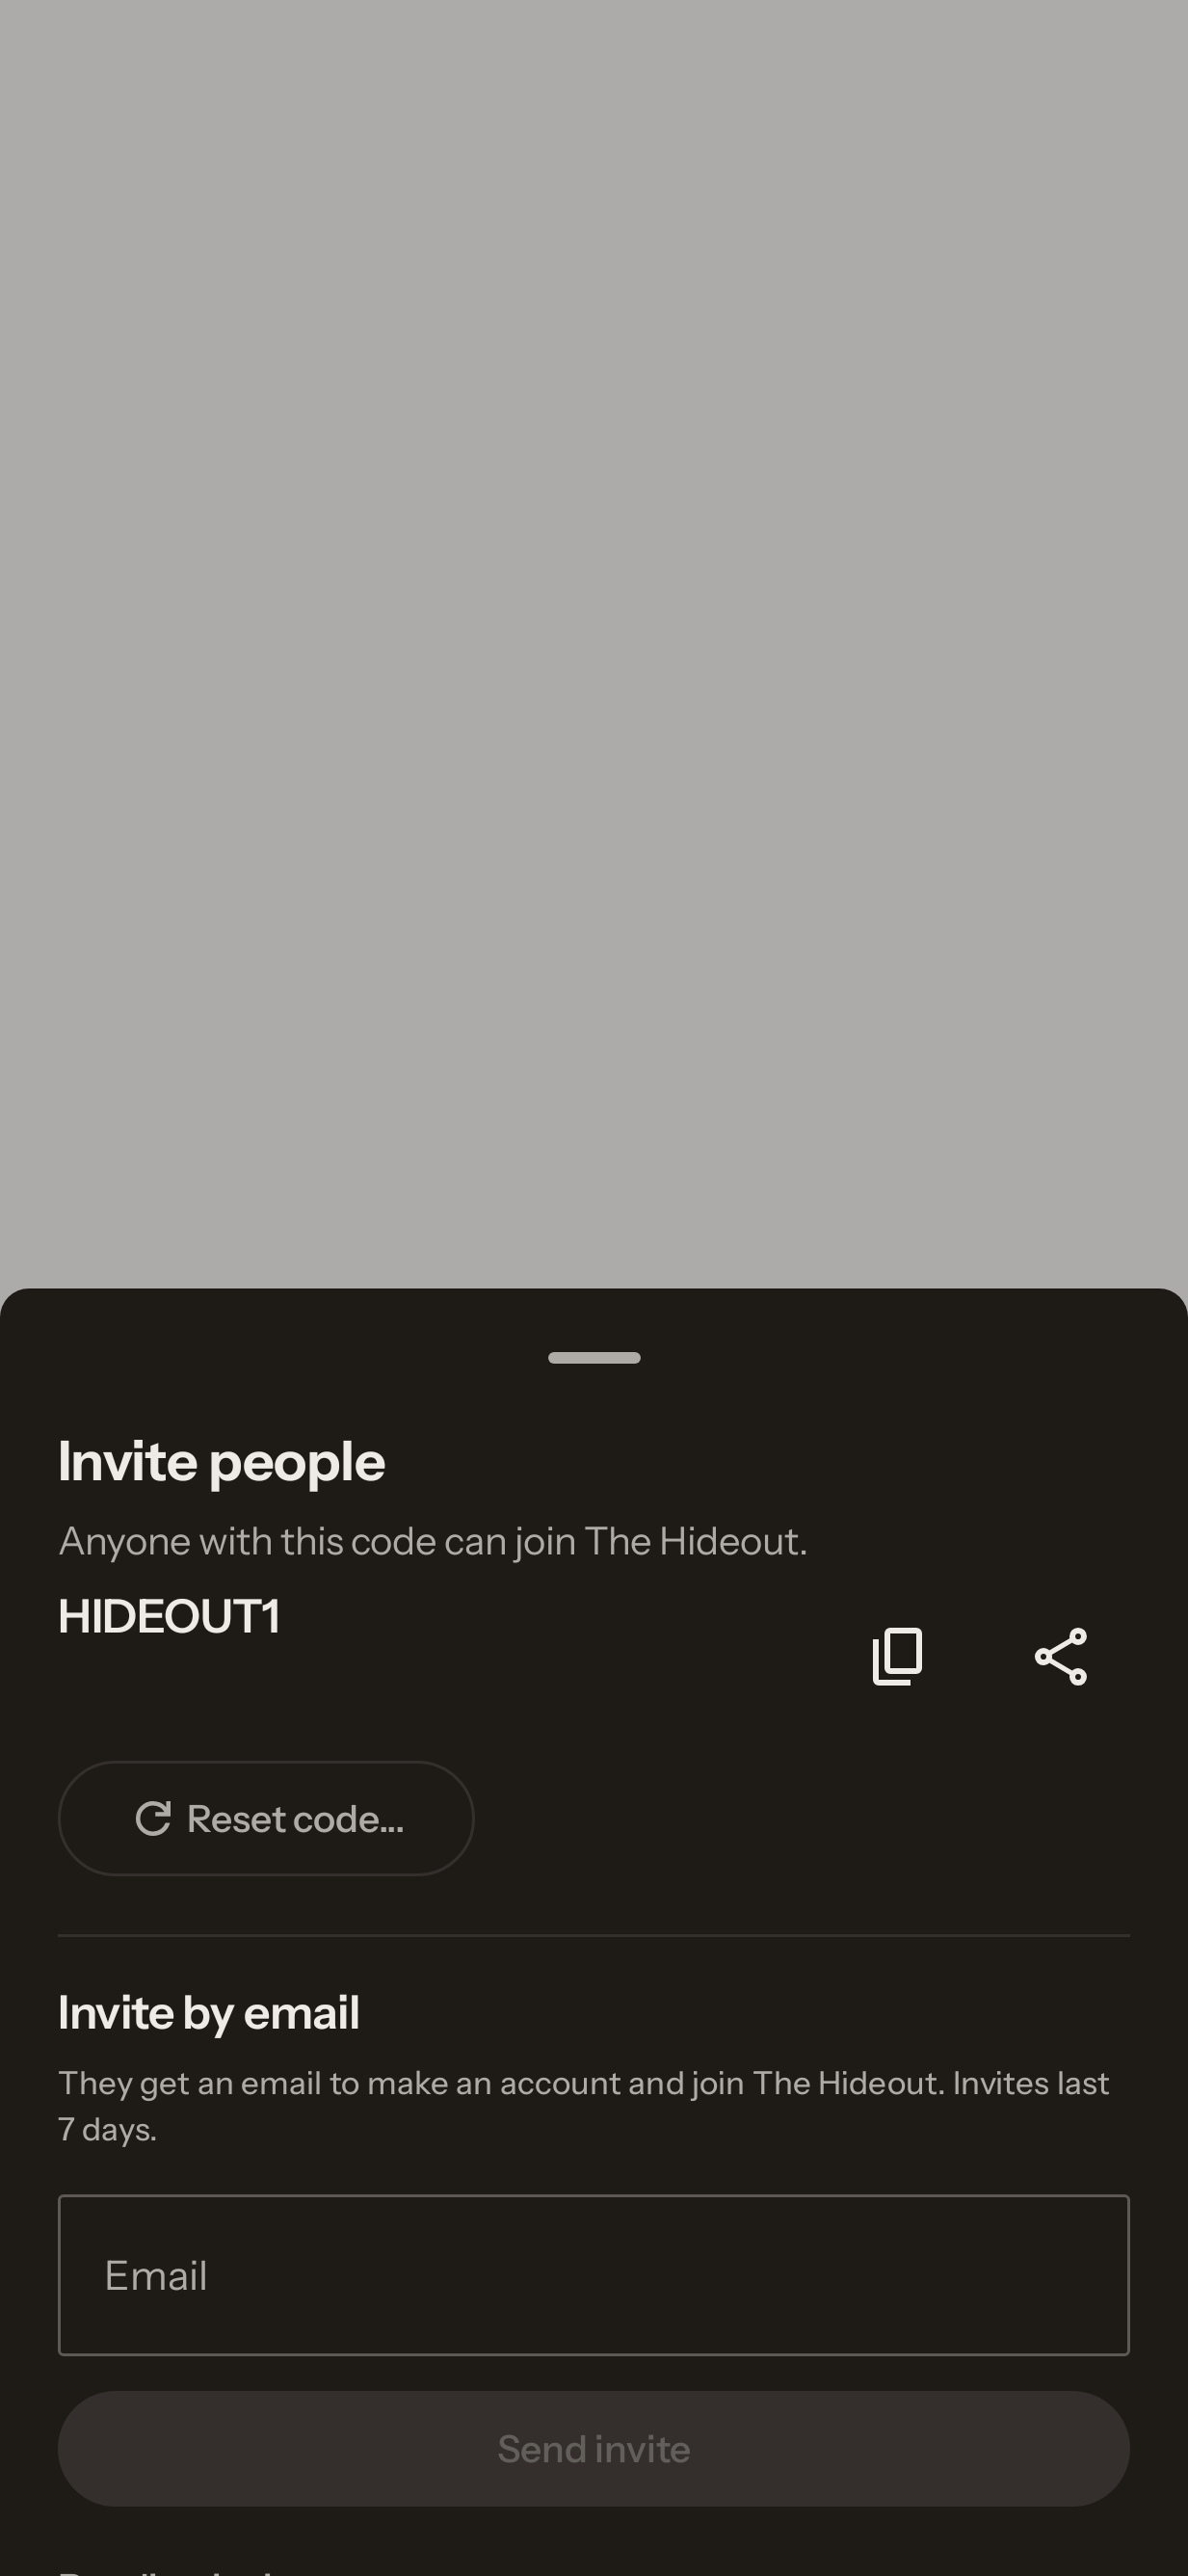 Invite people
Anyone with this code can join The Hideout.
HIDEOUT1
Reset code...
Invite by email
They get an email to make an account and join The Hideout. Invites last
7 days.
Email
Send invite